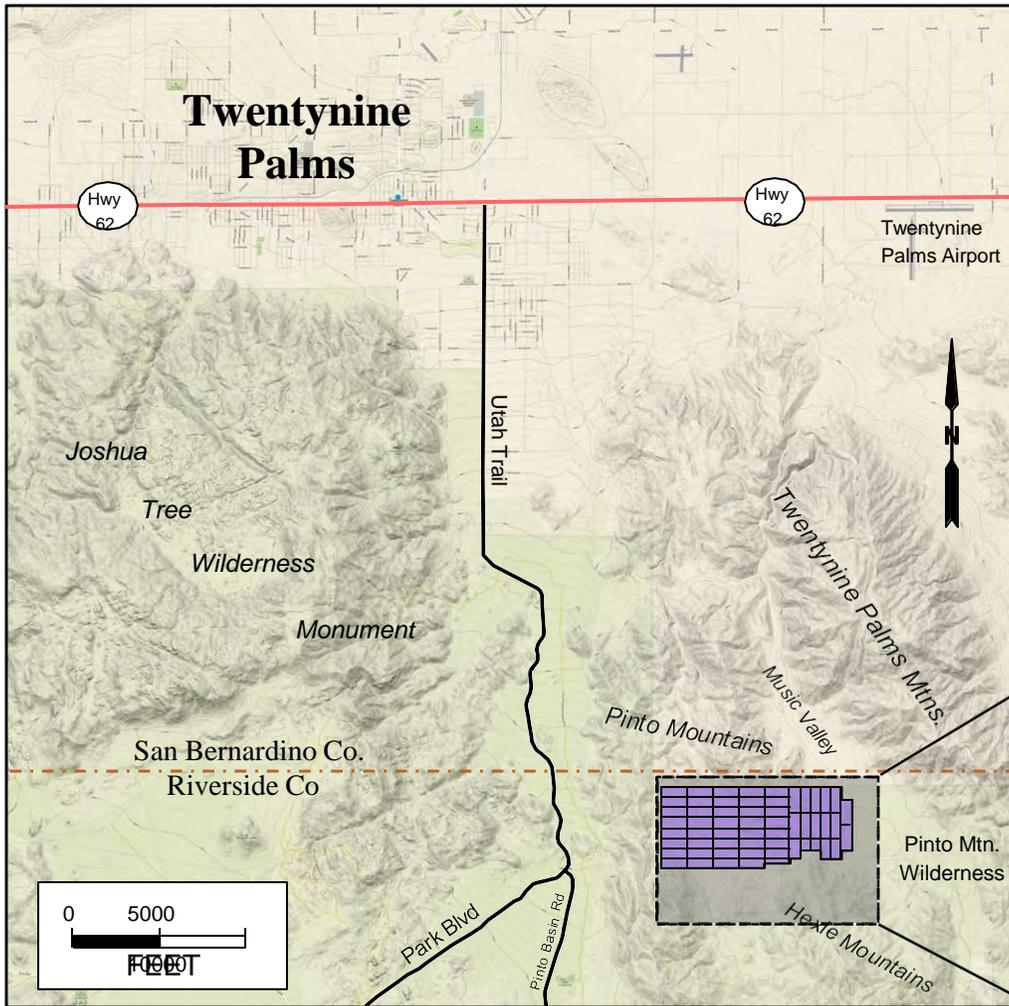 Twentynine
Palms
Hwy
62
Hwy
62
Twentynine
Palms Airport
Utah Trail
N
Joshua
Tree
Wilderness
Monument
Twentynine Palms Mtns.
Music Valley
Pinto Mountains
San Bernardino Co.
Riverside Co
Pinto Mtn.
Wilderness
Hexie Mountains
Park Blvd
Pinto Basin Rd
0 5000
10000
FEET